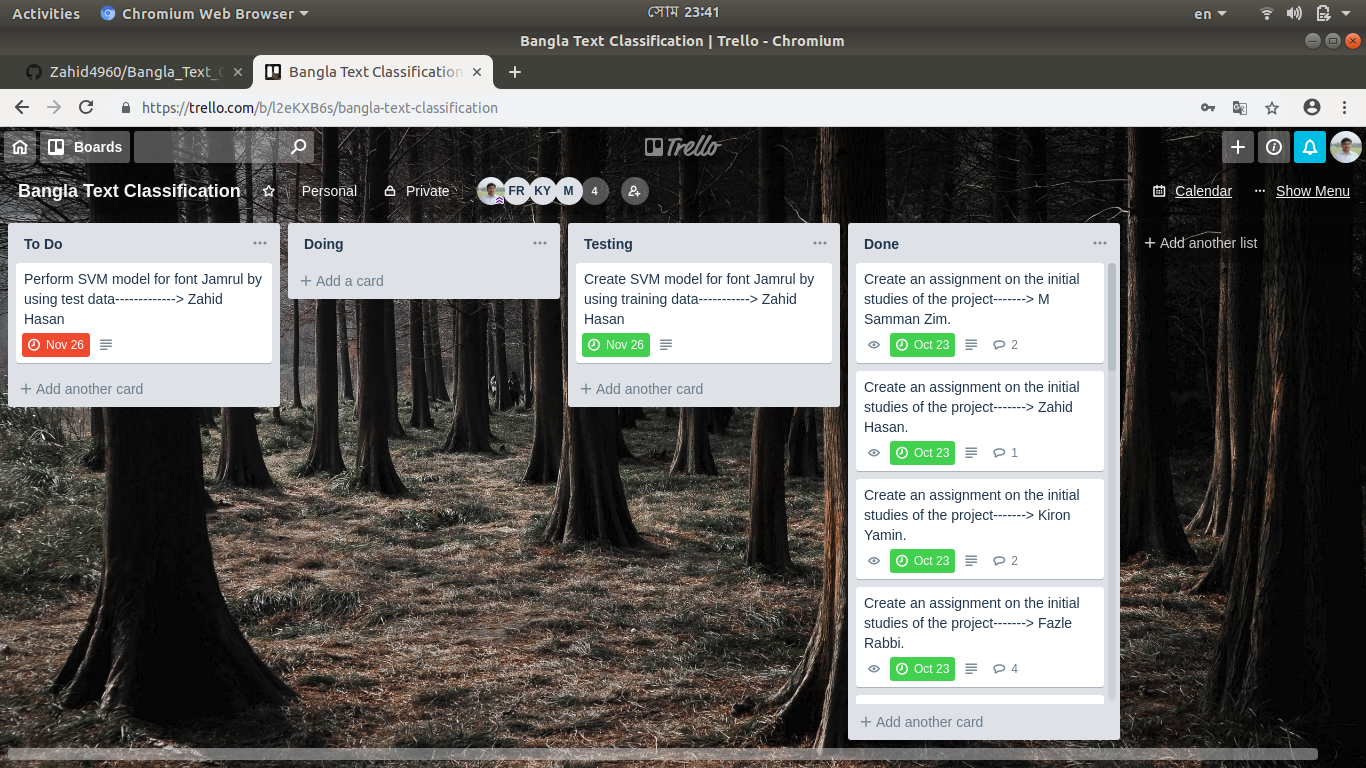 Activities
Chromium Web Browser
সোম 23:41
en
Bangla Text Classification | Trello - Chromium
Zahid4960/Bangla_Text_
Bangla Text Classification
https://trello.com/b/l2eKXB6s/bangla-text-classification
Boards
Trello
Bangla Text Classification
Personal
Private
FR
KY
M
4
Calendar
Show Menu
To Do
Perform SVM model for font Jamrul by
using test data-------------> Zahid
Hasan
Nov 26
+ Add another card
Doing
+ Add a card
Testing
Create SVM model for font Jamrul by
using training data-----------> Zahid
Hasan
Nov 26
+ Add another card
Done
Create an assignment on the initial
studies of the project-------> M
Samman Zim.
Oct 23
2
Create an assignment on the initial
studies of the project-------> Zahid
Hasan.
Oct 23
1
Create an assignment on the initial
studies of the project-------> Kiron
Yamin.
Oct 23
2
Create an assignment on the initial
studies of the project-------> Fazle
Rabbi.
Oct 23
4
+ Add another card
+ Add another list